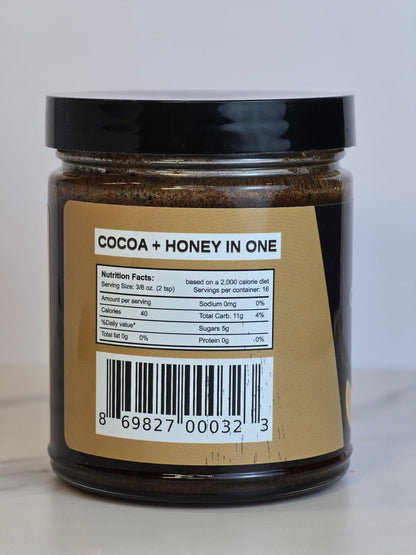 COCOA + HONEY IN ONE
Nutrition Facts: based on a 2,000 calorie diet
Serving Size: 3/8 oz. (2 tsp) Servings per container: 16
Amount per serving Sodium 0mg 0%
Calories 40 Total Carb. 11g 4%
%Daily value* Sugars 5g
Total fat 0g 0% Protein 0g 0%
8 69827 00032 3